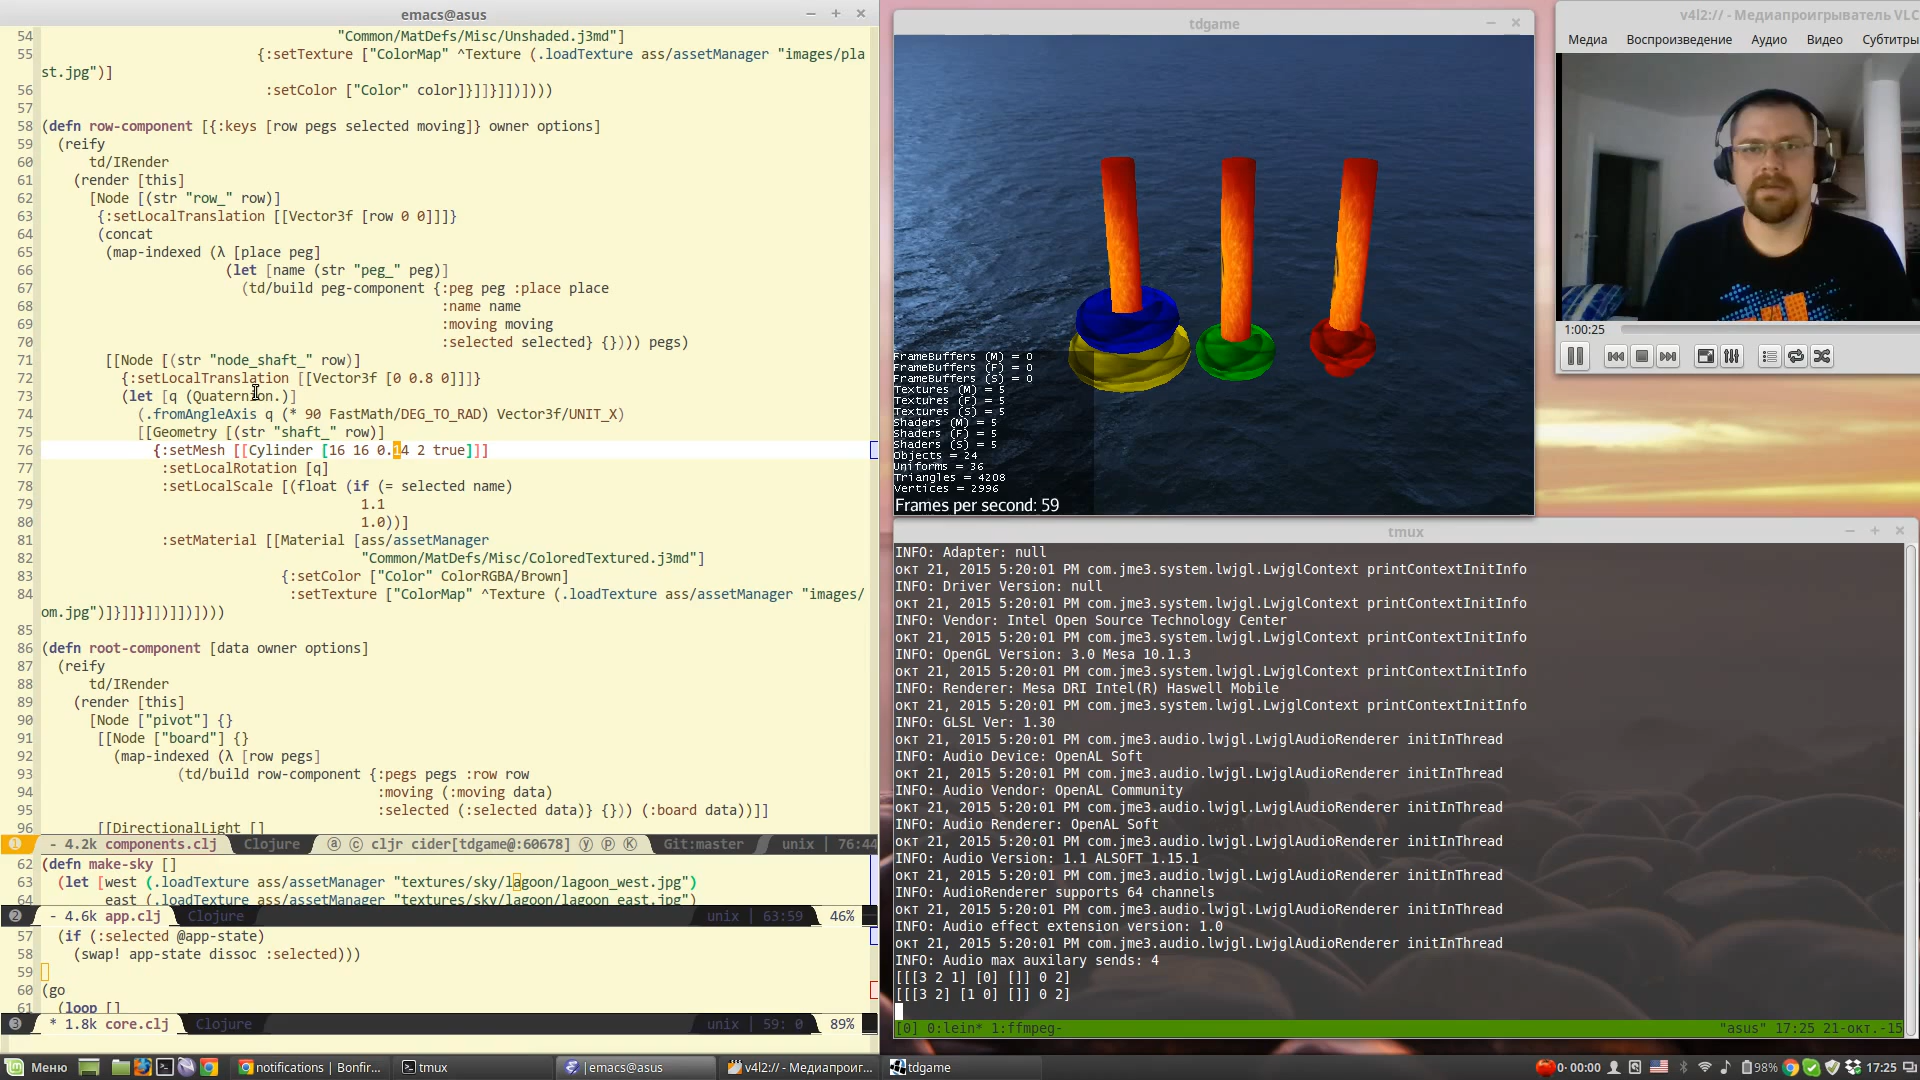 emacs@asus
54 "Common/MatDefs/Misc/Unshaded.j3md"]
55 {:setTexture ["ColorMap" ^Texture (.loadTexture ass/assetManager "images/pla
st.jpg")]
56 :setColor ["Color" color]}]]}]])])))
57
58 (defn row-component [{:keys [row pegs selected moving]} owner options]
59 (reify
60 td/IRender
61 (render [this]
62 [Node [(str "row_" row)]
63 {:setLocalTranslation [[Vector3f [row 0 0]]]}
64 (concat
65 (map-indexed (λ [place peg]
66 (let [name (str "peg_" peg)]
67 (td/build peg-component {:peg peg :place place
68 :name name
69 :moving moving
70 :selected selected} {}))) pegs)
71 [[Node [(str "node_shaft_" row)]
72 {:setLocalTranslation [[Vector3f [0 0.8 0]]]}
73 (let [q (Quaternion.)]
74 (.fromAngleAxis q (* 90 FastMath/DEG_TO_RAD) Vector3f/UNIT_X)
75 [[Geometry [(str "shaft_" row)]
76 {:setMesh [[Cylinder [16 16 0.14 2 true]]]
77 :setLocalRotation [q]
78 :setLocalScale [(float (if (= selected name)
79 1.1
80 1.0))]
81 :setMaterial [[Material [ass/assetManager
82 "Common/MatDefs/Misc/ColoredTextured.j3md"]
83 {:setColor ["Color" ColorRGBA/Brown]
84 :setTexture ["ColorMap" ^Texture (.loadTexture ass/assetManager "images/
om.jpg")]}]]}]])]])])))
85
86 (defn root-component [data owner options]
87 (reify
88 td/IRender
89 (render [this]
90 [Node ["pivot"] {}
91 [[Node ["board"] {}
92 (map-indexed (λ [row pegs]
93 (td/build row-component {:pegs pegs :row row
94 :moving (:moving data)
95 :selected (:selected data)} {})) (:board data))]]
96 [[DirectionalLight []
1 - 4.2k components.clj Clojure ⓐ ⓒ cljr cider[tdgame@:60678] ⓨ ⓟ Ⓚ Git:master unix | 76:44
62 (defn make-sky []
63 (let [west (.loadTexture ass/assetManager "textures/sky/lagoon/lagoon_west.jpg")
64 east (.loadTexture ass/assetManager "textures/sky/lagoon/lagoon_east.jpg")
2 - 4.6k app.clj Clojure unix | 63:59 46%
57 (if (:selected @app-state)
58 (swap! app-state dissoc :selected)))
59
60 (go
61 (loop []
3 * 1.8k core.clj Clojure unix | 59: 0 89%
tdgame
FrameBuffers (M) = 0
FrameBuffers (F) = 0
FrameBuffers (S) = 0
Textures (M) = 5
Textures (F) = 5
Textures (S) = 5
Shaders (M) = 5
Shaders (F) = 5
Shaders (S) = 5
Objects = 24
Uniforms = 36
Triangles = 4208
Vertices = 2996
Frames per second: 59
v4l2:// - Медиапроигрыватель VLC
Медиа Воспроизведение Аудио Видео Субтитры
1:00:25
tmux
INFO: Adapter: null
окт 21, 2015 5:20:01 PM com.jme3.system.lwjgl.LwjglContext printContextInitInfo
INFO: Driver Version: null
окт 21, 2015 5:20:01 PM com.jme3.system.lwjgl.LwjglContext printContextInitInfo
INFO: Vendor: Intel Open Source Technology Center
окт 21, 2015 5:20:01 PM com.jme3.system.lwjgl.LwjglContext printContextInitInfo
INFO: OpenGL Version: 3.0 Mesa 10.1.3
окт 21, 2015 5:20:01 PM com.jme3.system.lwjgl.LwjglContext printContextInitInfo
INFO: Renderer: Mesa DRI Intel(R) Haswell Mobile
окт 21, 2015 5:20:01 PM com.jme3.system.lwjgl.LwjglContext printContextInitInfo
INFO: GLSL Ver: 1.30
окт 21, 2015 5:20:01 PM com.jme3.audio.lwjgl.LwjglAudioRenderer initInThread
INFO: Audio Device: OpenAL Soft
окт 21, 2015 5:20:01 PM com.jme3.audio.lwjgl.LwjglAudioRenderer initInThread
INFO: Audio Vendor: OpenAL Community
окт 21, 2015 5:20:01 PM com.jme3.audio.lwjgl.LwjglAudioRenderer initInThread
INFO: Audio Renderer: OpenAL Soft
окт 21, 2015 5:20:01 PM com.jme3.audio.lwjgl.LwjglAudioRenderer initInThread
INFO: Audio Version: 1.1 ALSOFT 1.15.1
окт 21, 2015 5:20:01 PM com.jme3.audio.lwjgl.LwjglAudioRenderer initInThread
INFO: AudioRenderer supports 64 channels
окт 21, 2015 5:20:01 PM com.jme3.audio.lwjgl.LwjglAudioRenderer initInThread
INFO: Audio effect extension version: 1.0
окт 21, 2015 5:20:01 PM com.jme3.audio.lwjgl.LwjglAudioRenderer initInThread
INFO: Audio max auxilary sends: 4
[[[3 2 1] [0] []] 0 2]
[[[3 2] [1 0] []] 0 2]
[0] 0:lein* 1:ffmpeg- "asus" 17:25 21-окт.-15
Меню notifications | Bonfir... tmux emacs@asus v4l2:// - Медиапроиг... tdgame 0· 00:00 98% 17:25